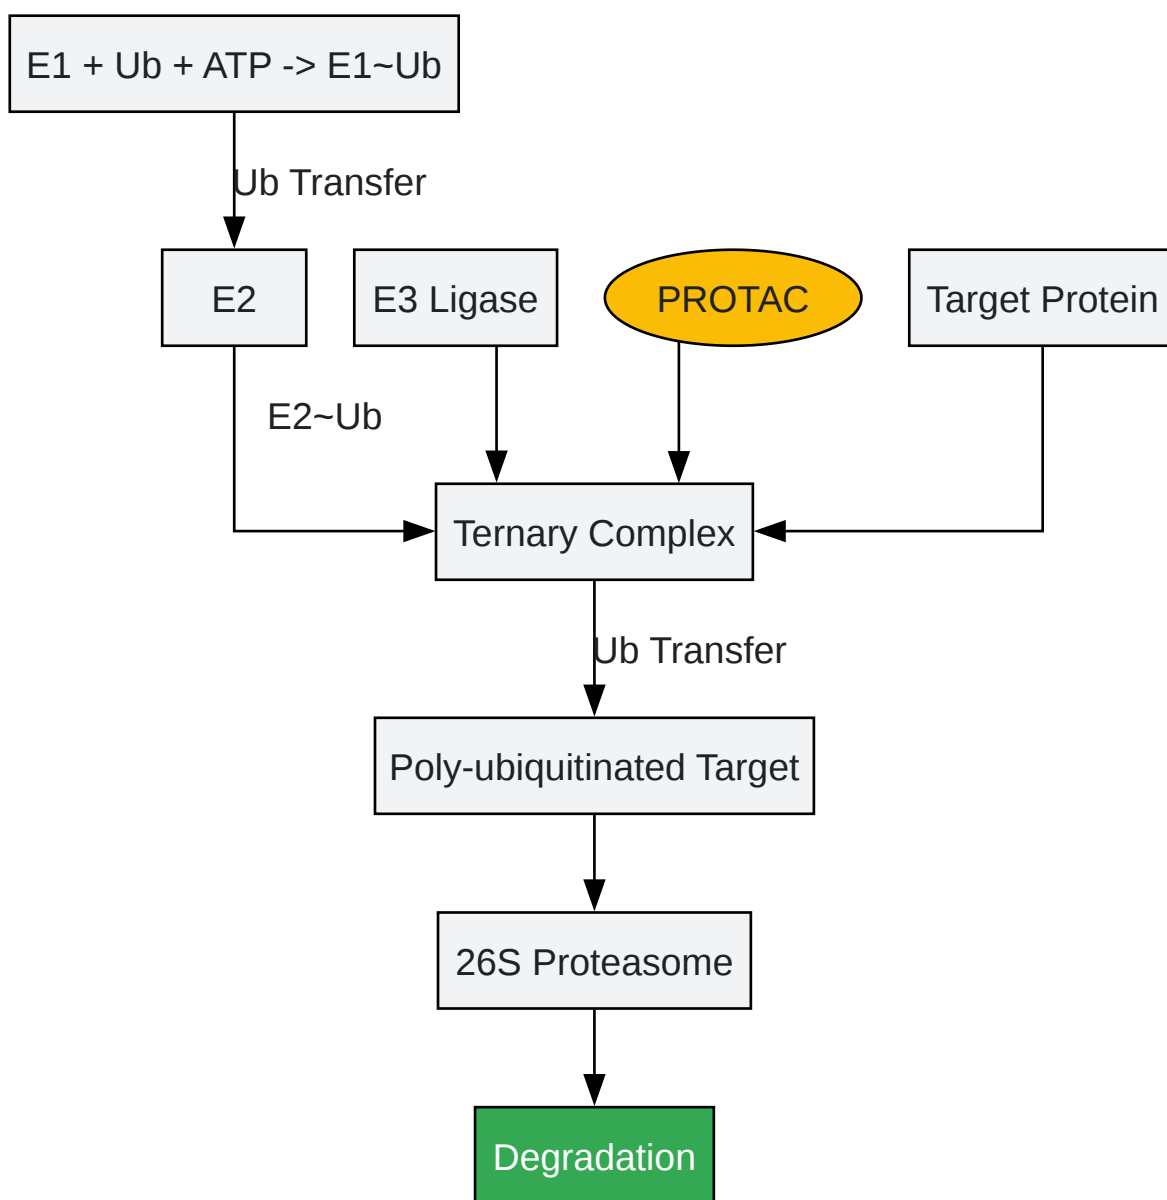 E1 + Ub + ATP -> E1~Ub
Ub Transfer
E2
E3 Ligase
PROTAC
Target Protein
E2~Ub
Ternary Complex
Ub Transfer
Poly-ubiquitinated Target
26S Proteasome
Degradation